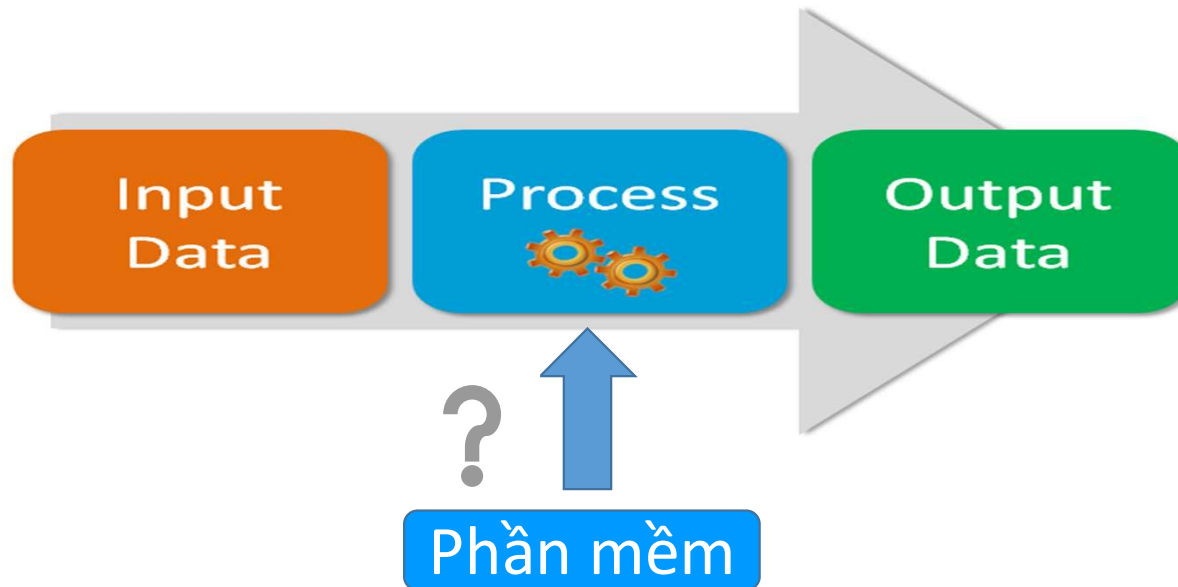 Input
Data
Process
Output
Data
?
Phần mềm